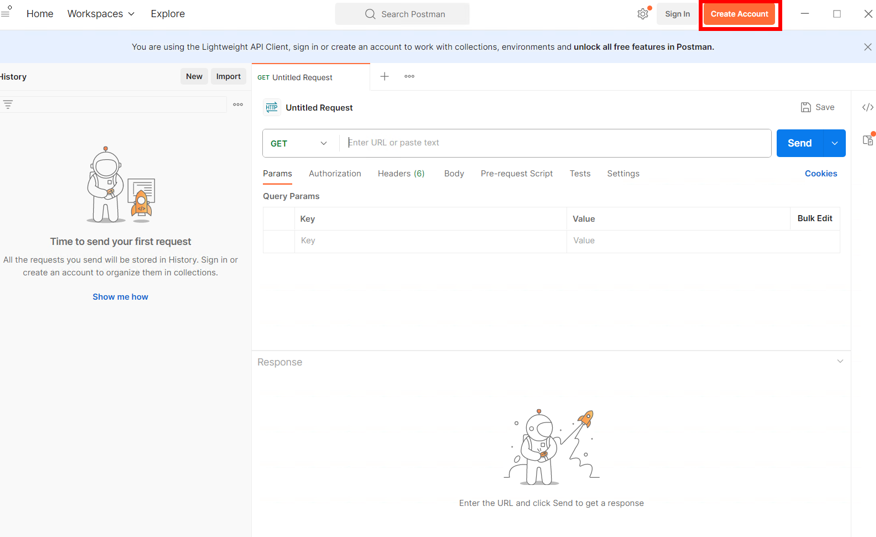 Home Workspaces Explore Search Postman Sign In Create Account
You are using the Lightweight API Client, sign in or create an account to work with collections, environments and unlock all free features in Postman.
History New Import
GET Untitled Request
HTTP Untitled Request Save
GET Enter URL or paste text Send
Params Authorization Headers (6) Body Pre-request Script Tests Settings Cookies
Query Params
Key Value Bulk Edit
Key Value
Time to send your first request
All the requests you send will be stored in History. Sign in or
create an account to organize them in collections.
Show me how
Response
Enter the URL and click Send to get a response